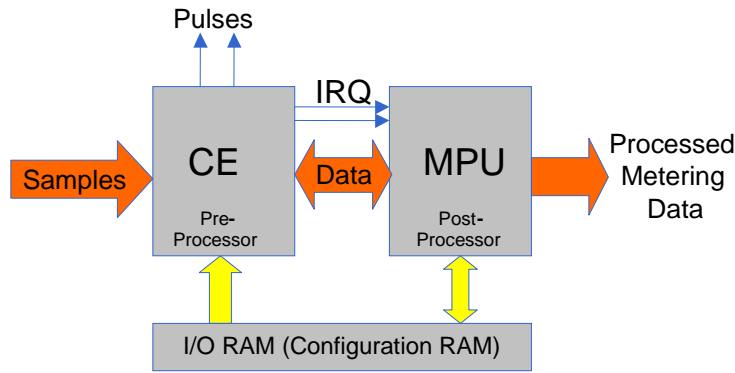 Pulses
IRQ
CE
MPU
Samples
Data
Processed
Metering
Data
Pre-
Processor
Post-
Processor
I/O RAM (Configuration RAM)